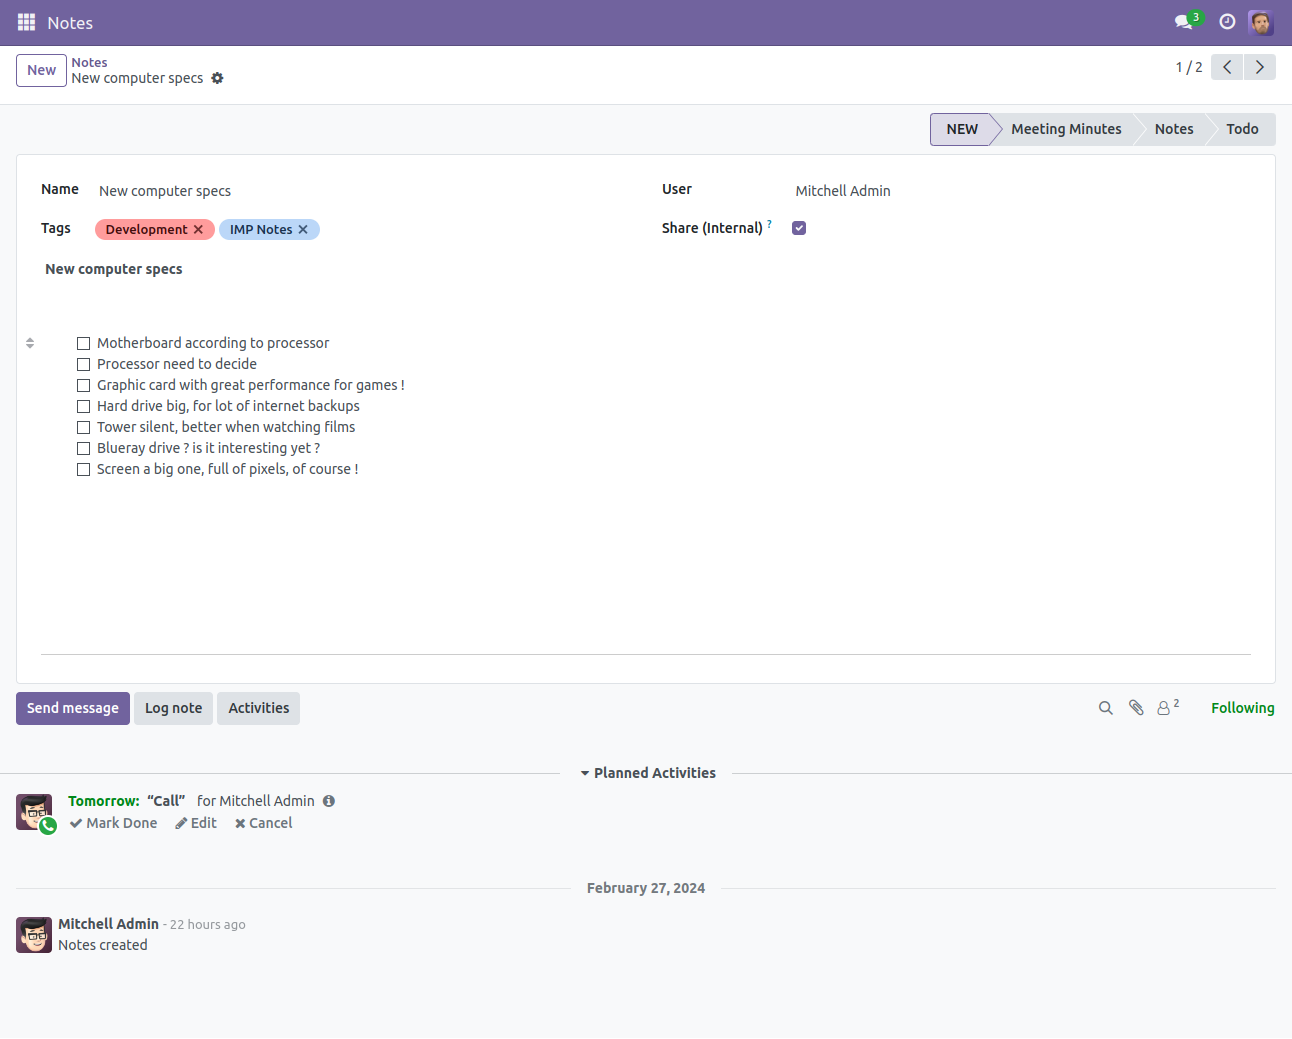 Notes
3
New
Notes
New computer specs
1 / 2
NEW
Meeting Minutes
Notes
Todo
Name
New computer specs
User
Mitchell Admin
Tags
Development
IMP Notes
Share (Internal) ?
New computer specs
Motherboard according to processor
Processor need to decide
Graphic card with great performance for games !
Hard drive big, for lot of internet backups
Tower silent, better when watching films
Blueray drive ? is it interesting yet ?
Screen a big one, full of pixels, of course !
Send message
Log note
Activities
2
Following
Planned Activities
Tomorrow: “Call” for Mitchell Admin
Mark Done
Edit
Cancel
February 27, 2024
Mitchell Admin - 22 hours ago
Notes created